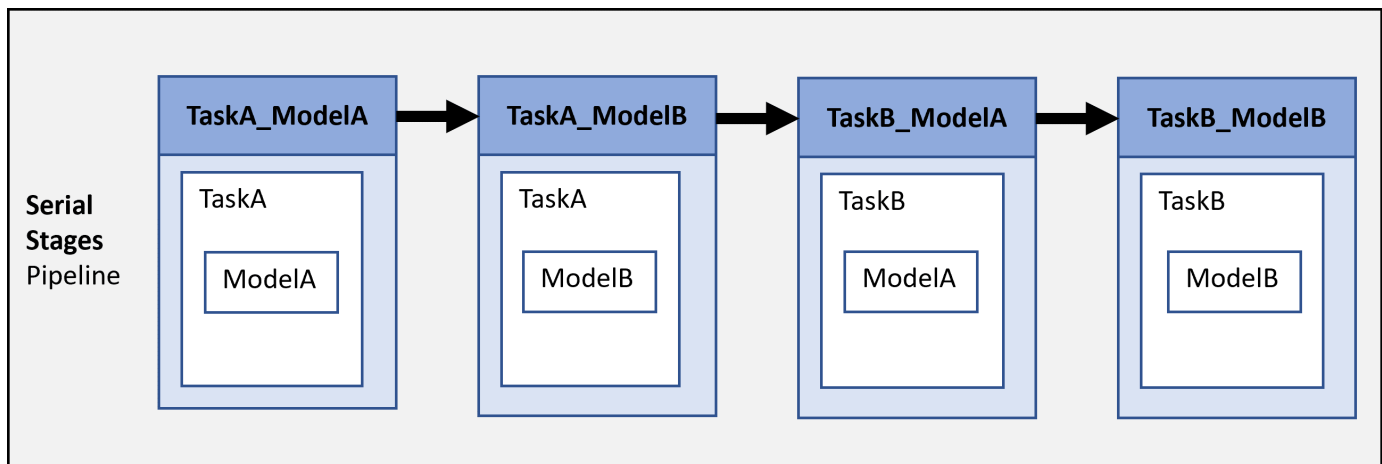 Serial
Stages
Pipeline
TaskA_ModelA
TaskA
ModelA
TaskA_ModelB
TaskA
ModelB
TaskB_ModelA
TaskB
ModelA
TaskB_ModelB
TaskB
ModelB